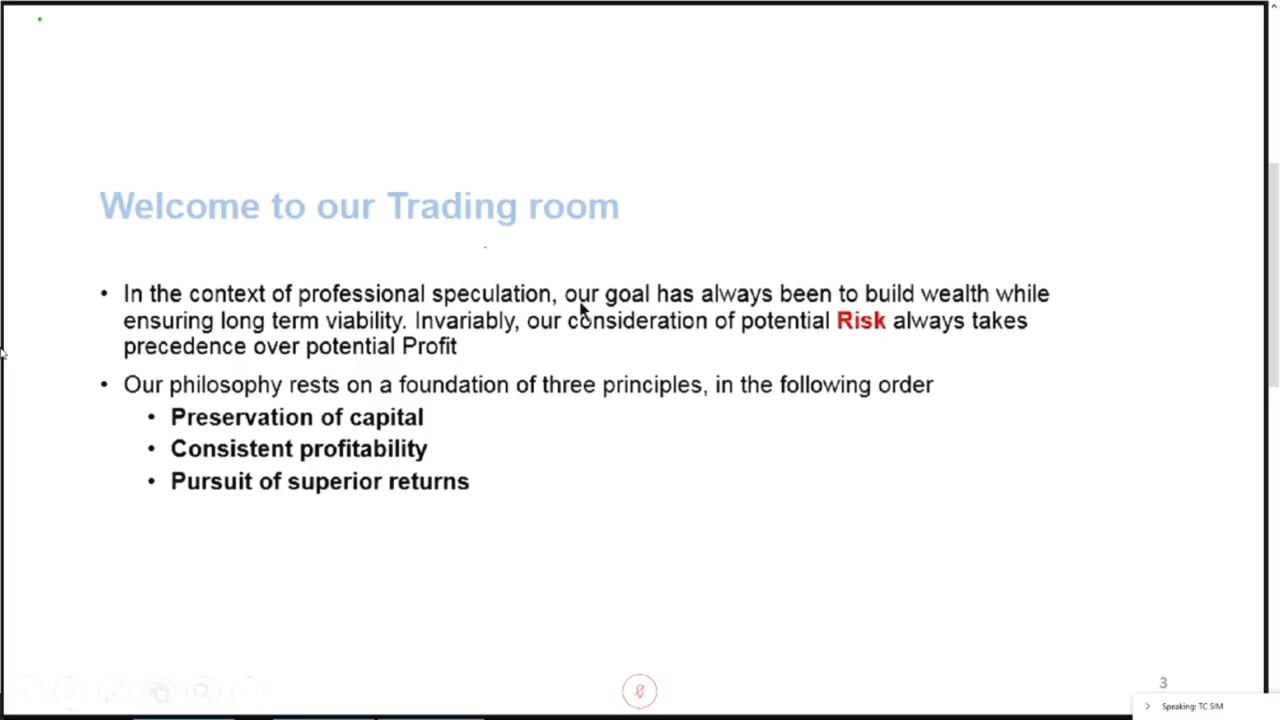 Welcome to our Trading room
• In the context of professional speculation, our goal has always been to build wealth while
ensuring long term viability. Invariably, our consideration of potential Risk always takes
precedence over potential Profit
• Our philosophy rests on a foundation of three principles, in the following order
• Preservation of capital
• Consistent profitability
• Pursuit of superior returns
3
Speaking: TC SIM